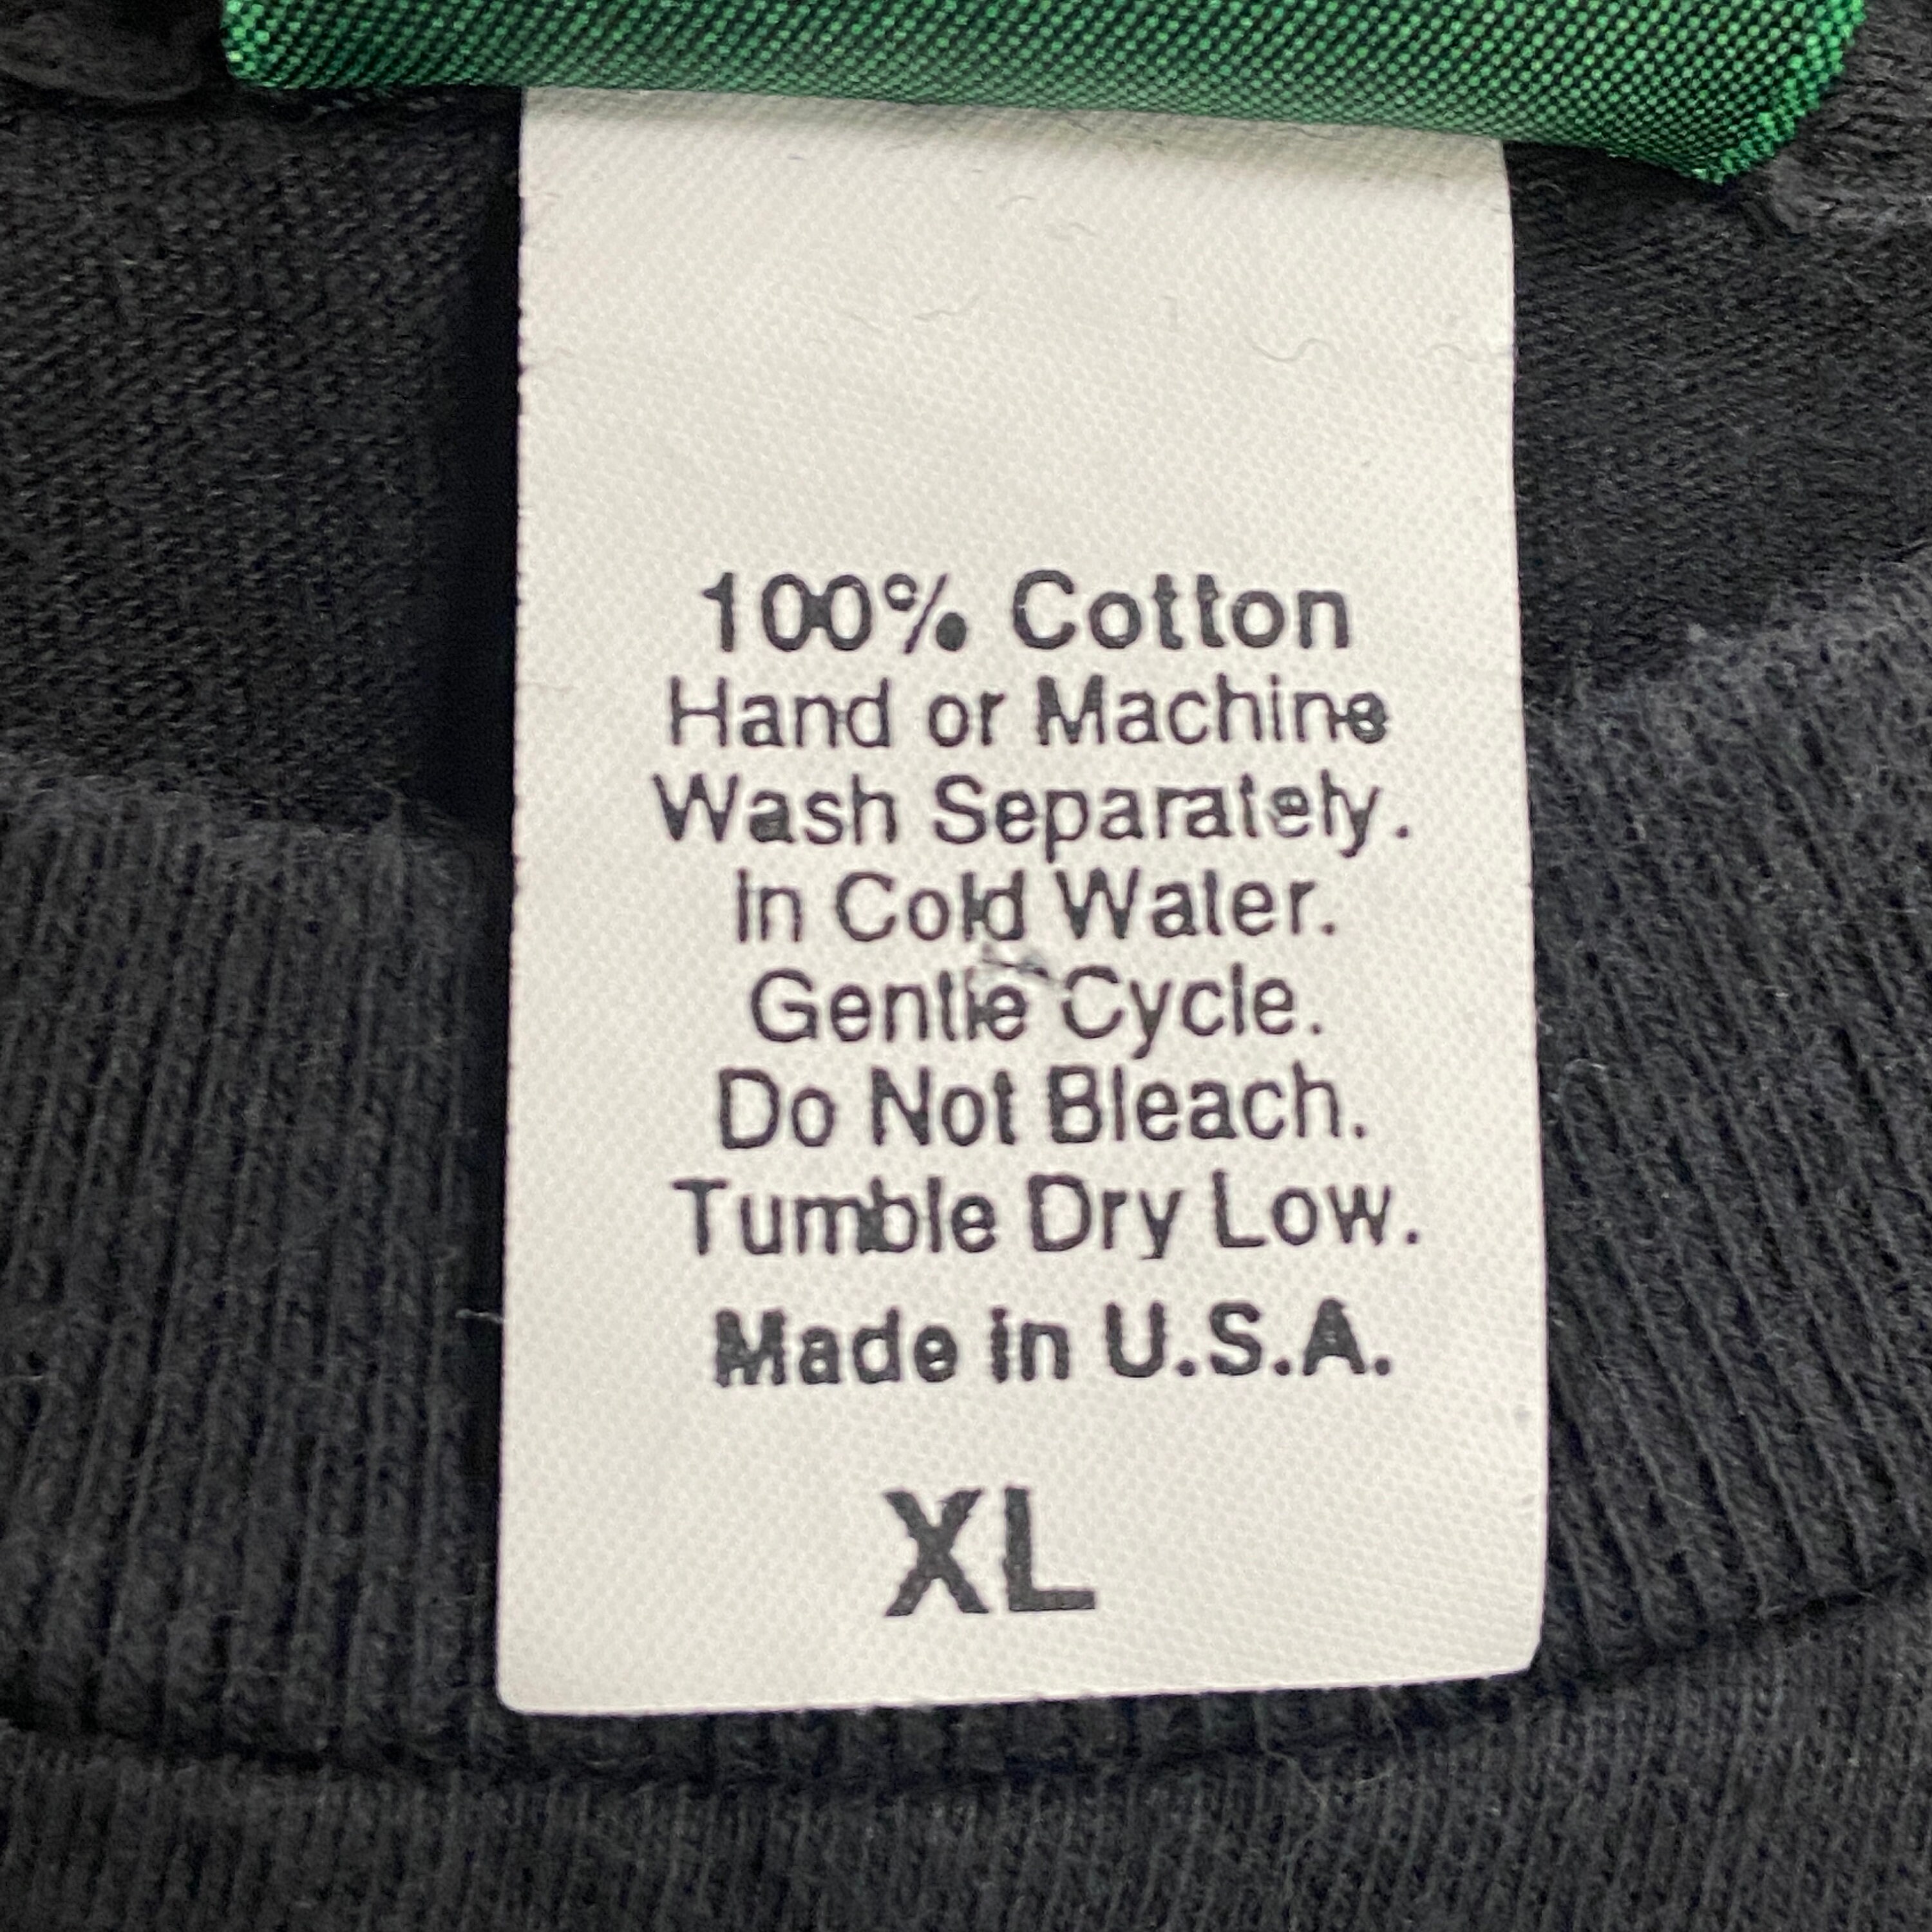 100% Cotton
Hand or Machine
Wash Separately.
In Cold Water.
Gentle Cycle.
Do Not Bleach.
Tumble Dry Low.
Made in U.S.A.
XL